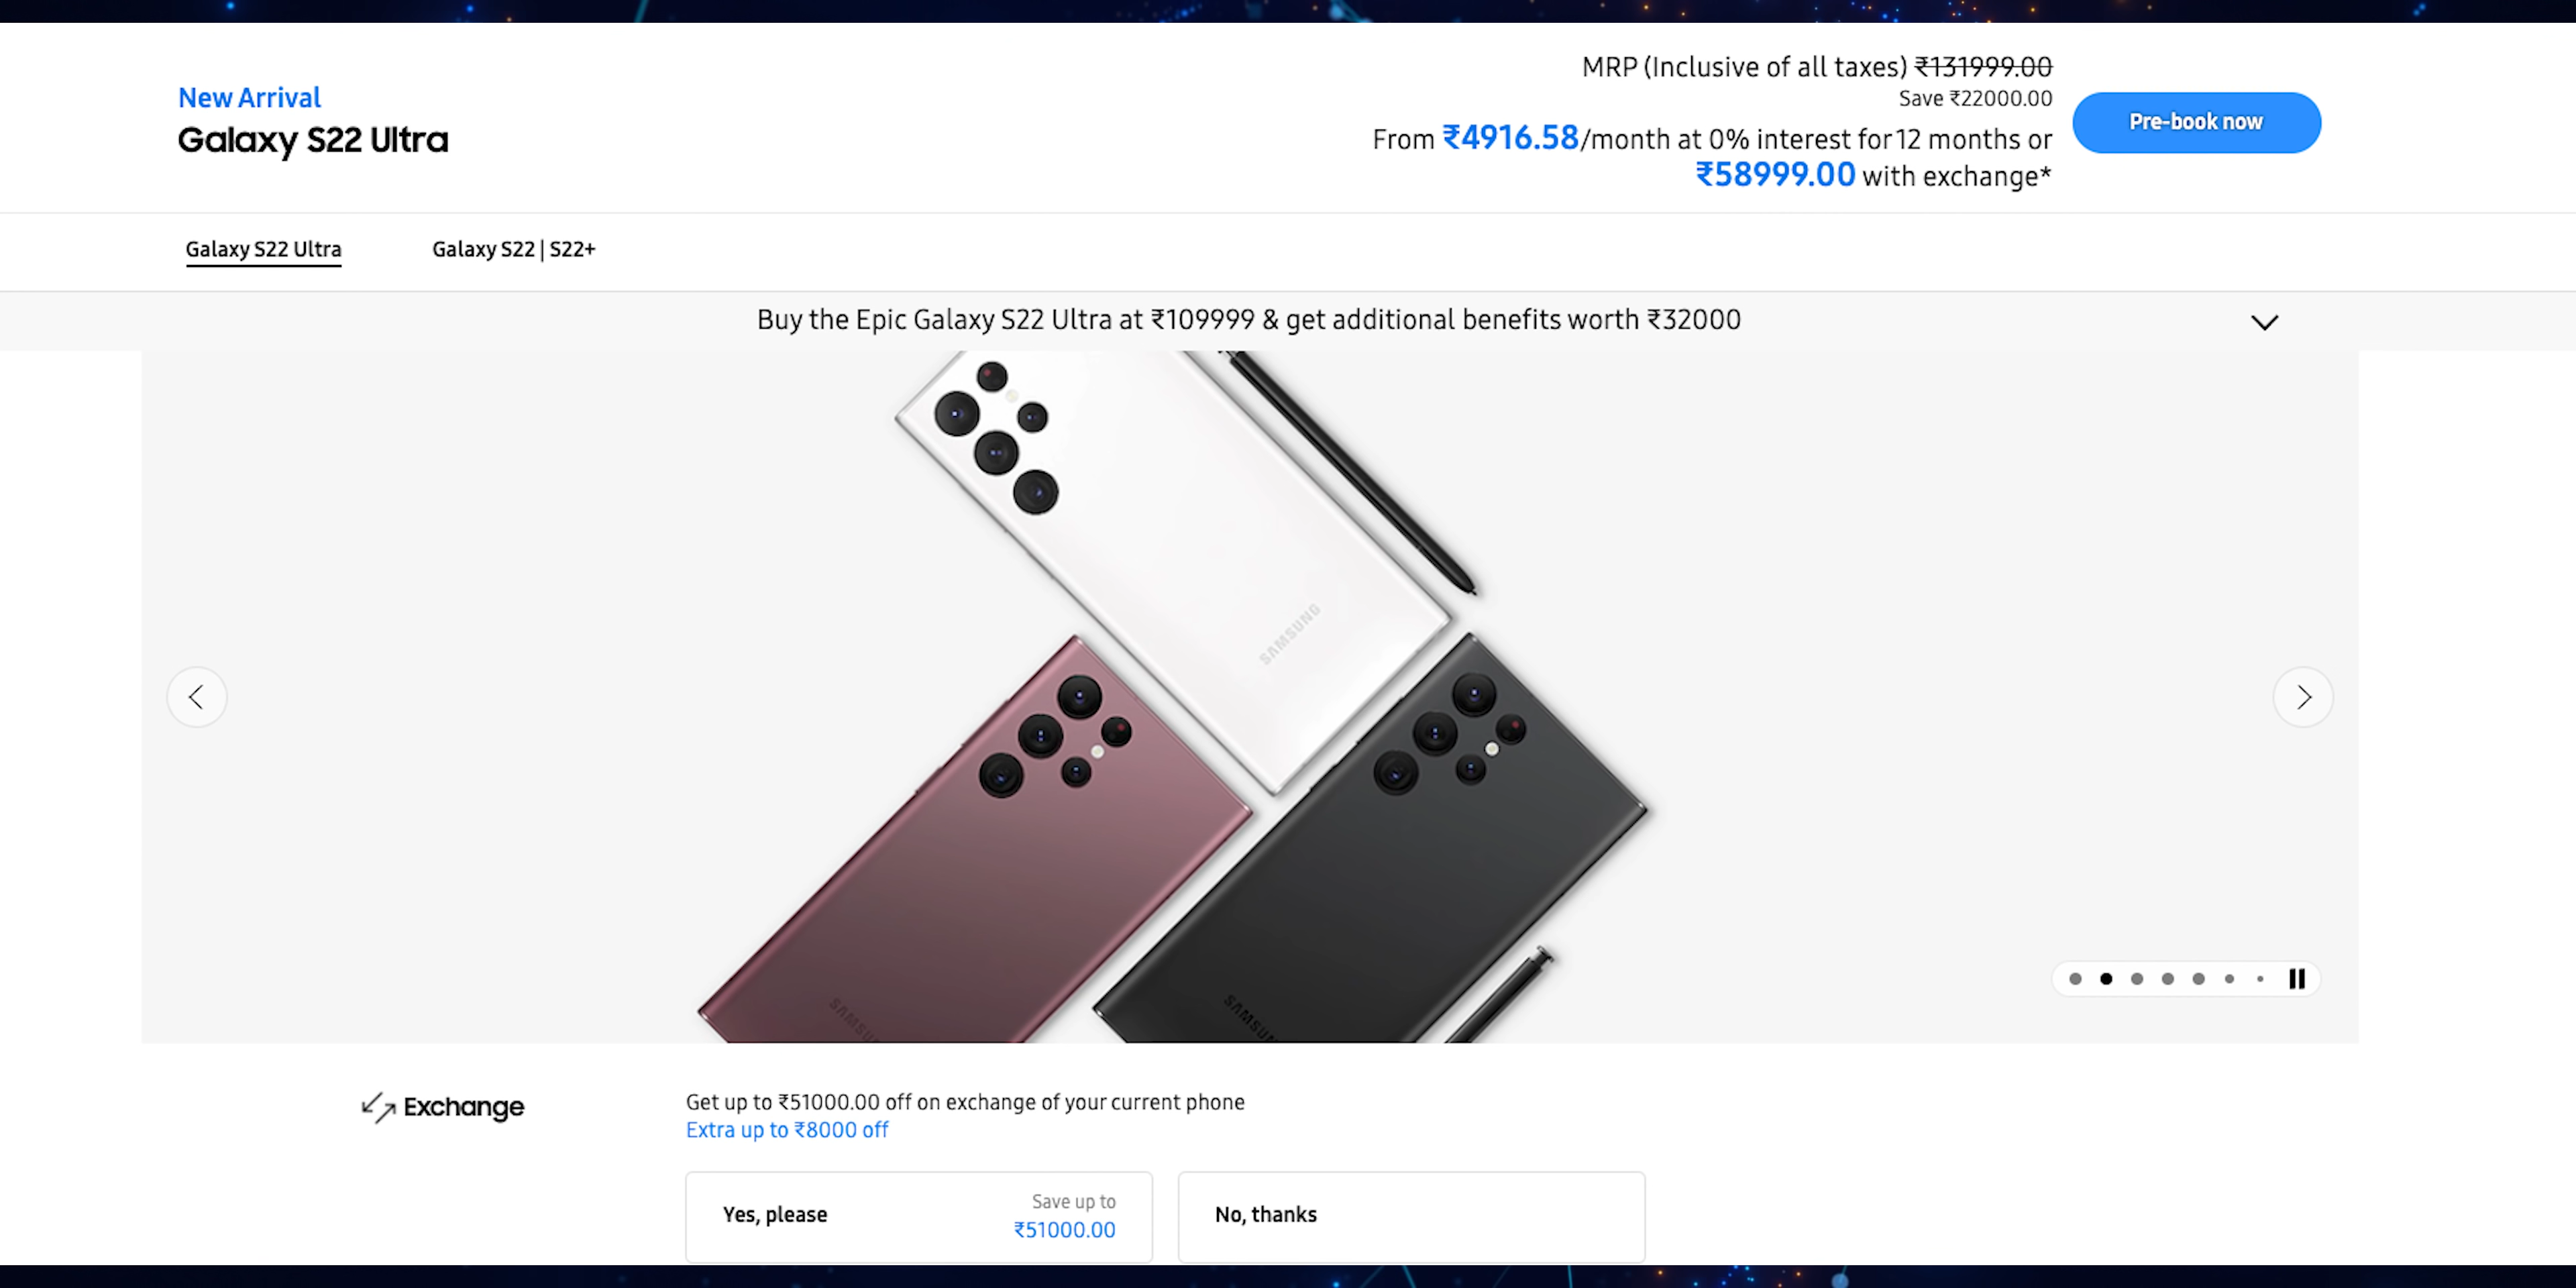 New Arrival
Galaxy S22 Ultra
MRP (Inclusive of all taxes) ₹131999.00
Save ₹22000.00
From ₹4916.58/month at 0% interest for 12 months or
₹58999.00 with exchange*
Pre-book now
Galaxy S22 Ultra
Galaxy S22 | S22+
Buy the Epic Galaxy S22 Ultra at ₹109999 & get additional benefits worth ₹32000
SAMSUNG
SAMSU
SAMSU
Exchange
Get up to ₹51000.00 off on exchange of your current phone
Extra up to ₹8000 off
Yes, please
Save up to
₹51000.00
No, thanks